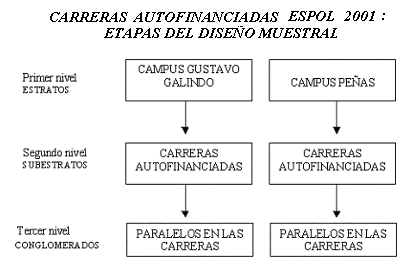 CARRERAS AUTOFINANCIADAS ESPOL 2001 :
ETAPAS DEL DISEÑO MUESTRAL
Primer nivel
ESTRATOS
CAMPUS GUSTAVO
GALINDO
CAMPUS PEÑAS
Segundo nivel
SUBESTRATOS
CARRERAS
AUTOFINANCIADAS
CARRERAS
AUTOFINANCIADAS
Tercer nivel
CONGLOMERADOS
PARALELOS EN LAS
CARRERAS
PARALELOS EN LAS
CARRERAS